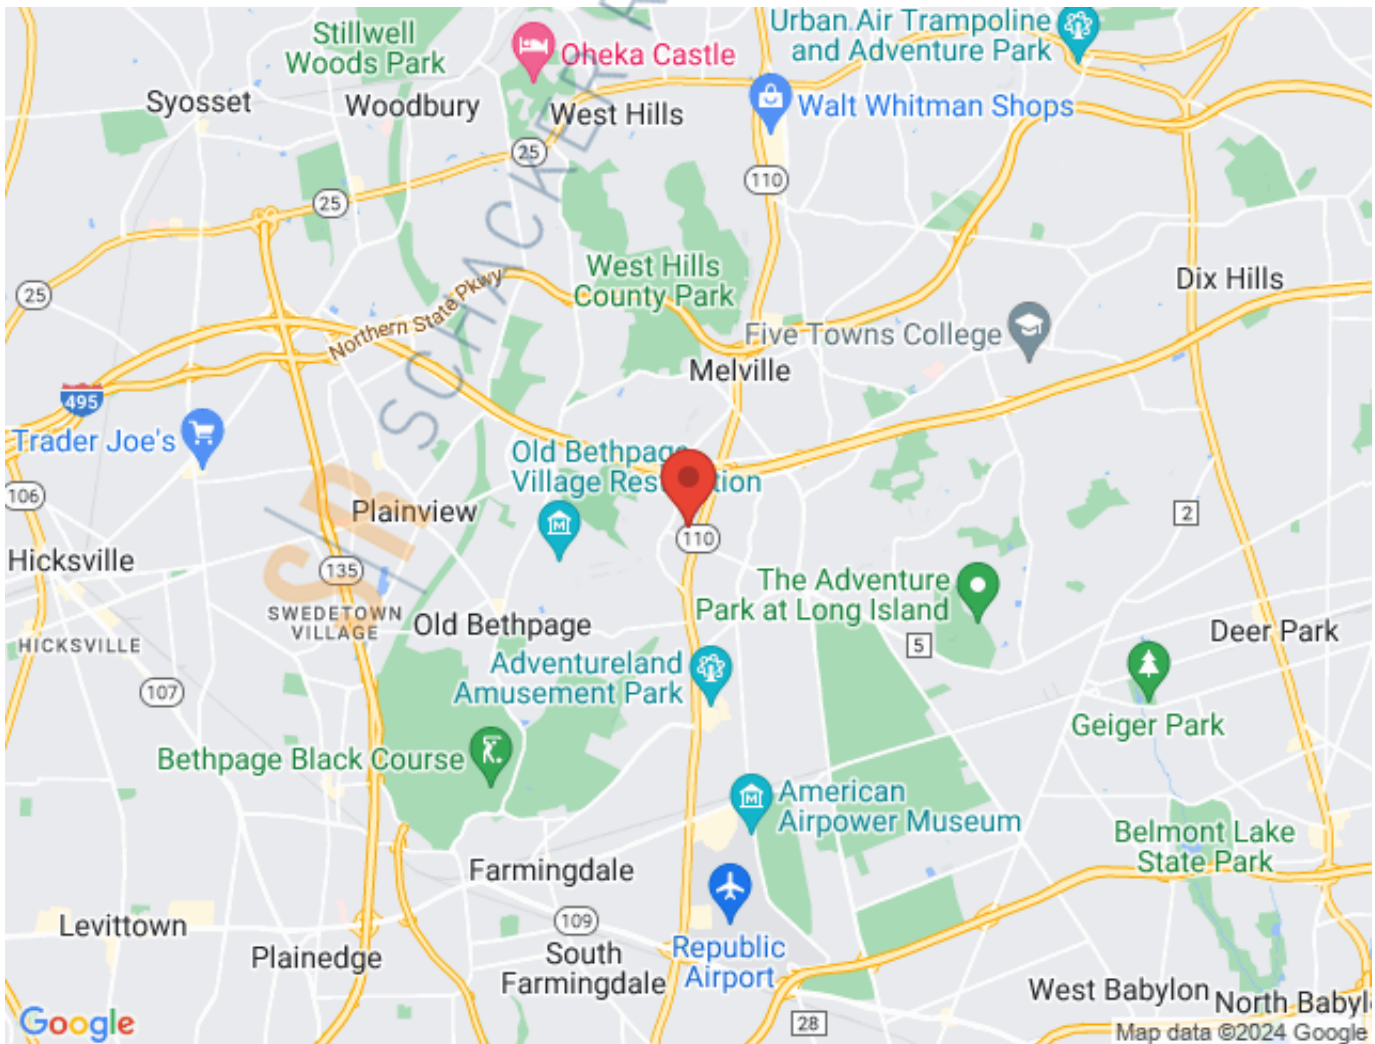 Stillwell
Woods Park
Oheka Castle
Urban Air Trampoline
and Adventure Park
Syosset
Woodbury
West Hills
Walt Whitman Shops
25
110
25
West Hills
County Park
Dix Hills
25
Northern State Pkwy
Five Towns College
Melville
495
Trader Joe's
Old Bethpage
106
Plainview
2
110
Hicksville
135
The Adventure
Park at Long Island
SWEDETOWN
VILLAGE
Old Bethpage
HICKSVILLE
5
Deer Park
Adventureland
Amusement Park
107
Geiger Park
Bethpage Black Course
American
Airpower Museum
Belmont Lake
State Park
Farmingdale
109
Levittown
Plainedge
South
Farmingdale
Republic
Airport
West Babylon
Google
28
Map data ©2024 Google
SR
SCHACKER
Village
North